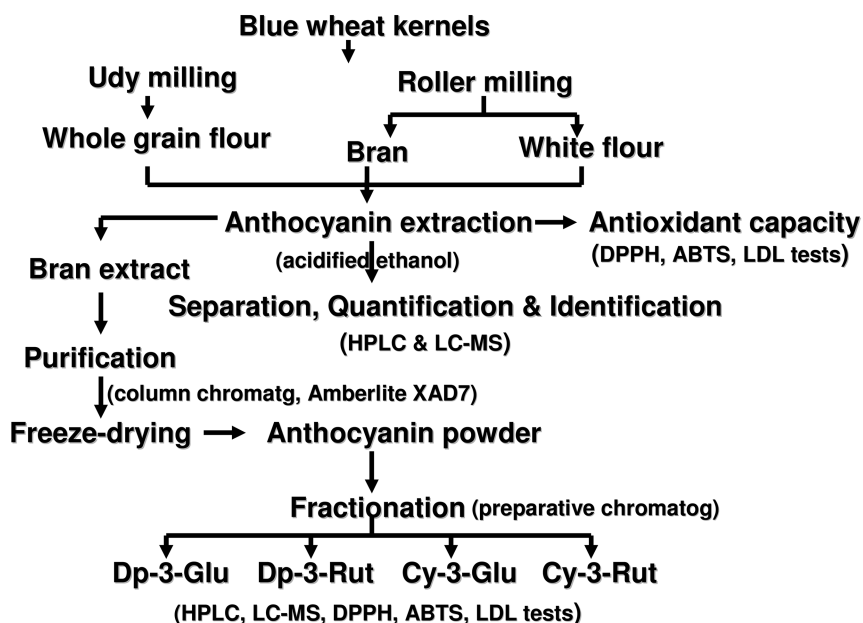 Blue wheat kernels
Udy milling
Roller milling
Whole grain flour
Bran
White flour
Anthocyanin extraction
Antioxidant capacity
(acidified ethanol)
(DPPH, ABTS, LDL tests)
Bran extract
Separation, Quantification & Identification
(HPLC & LC-MS)
Purification
(column chromatg, Amberlite XAD7)
Freeze-drying
Anthocyanin powder
Fractionation (preparative chromatog)
Dp-3-Glu Dp-3-Rut Cy-3-Glu Cy-3-Rut
(HPLC, LC-MS, DPPH, ABTS, LDL tests)